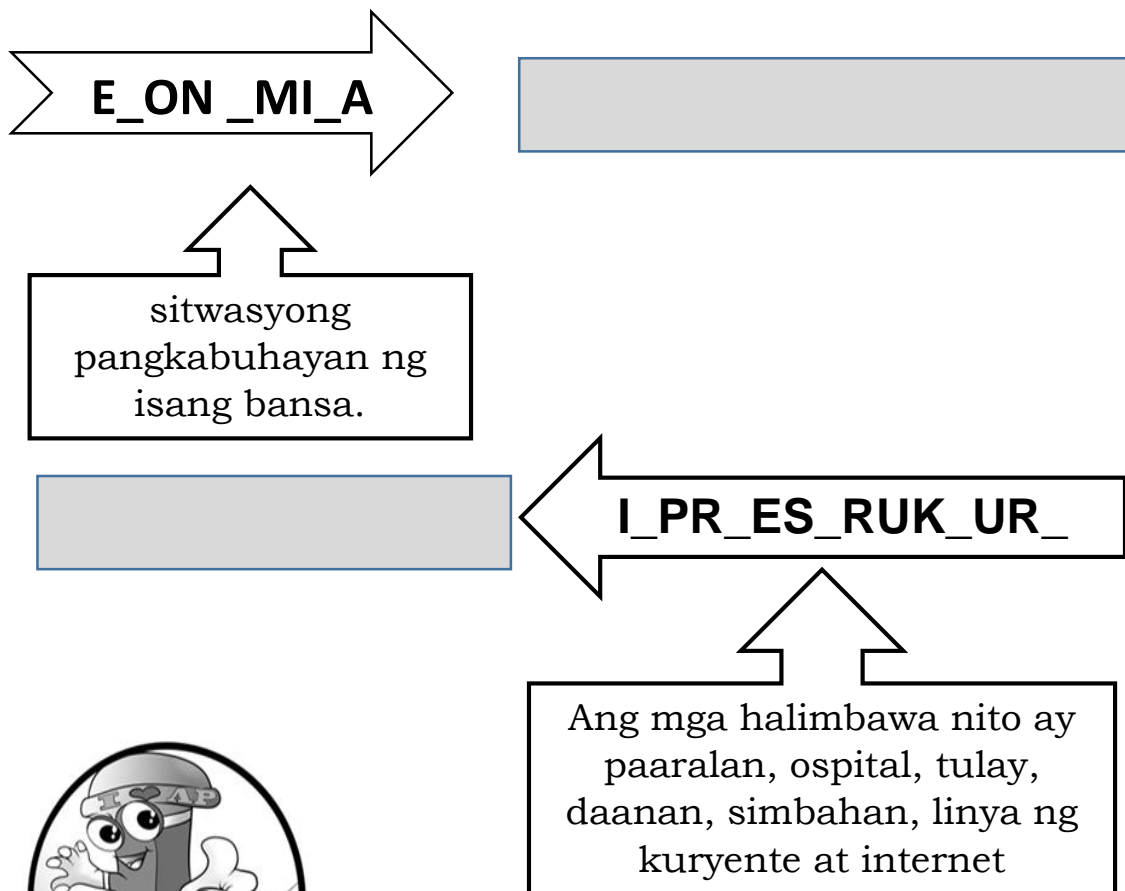 E_ON _MI_A
sitwasyong
pangkabuhayan ng
isang bansa.
I_PR_ES_RUK_UR_
Ang mga halimbawa nito ay
paaralan, ospital, tulay,
daanan, simbahan, linya ng
kuryente at internet
I ❤ AP